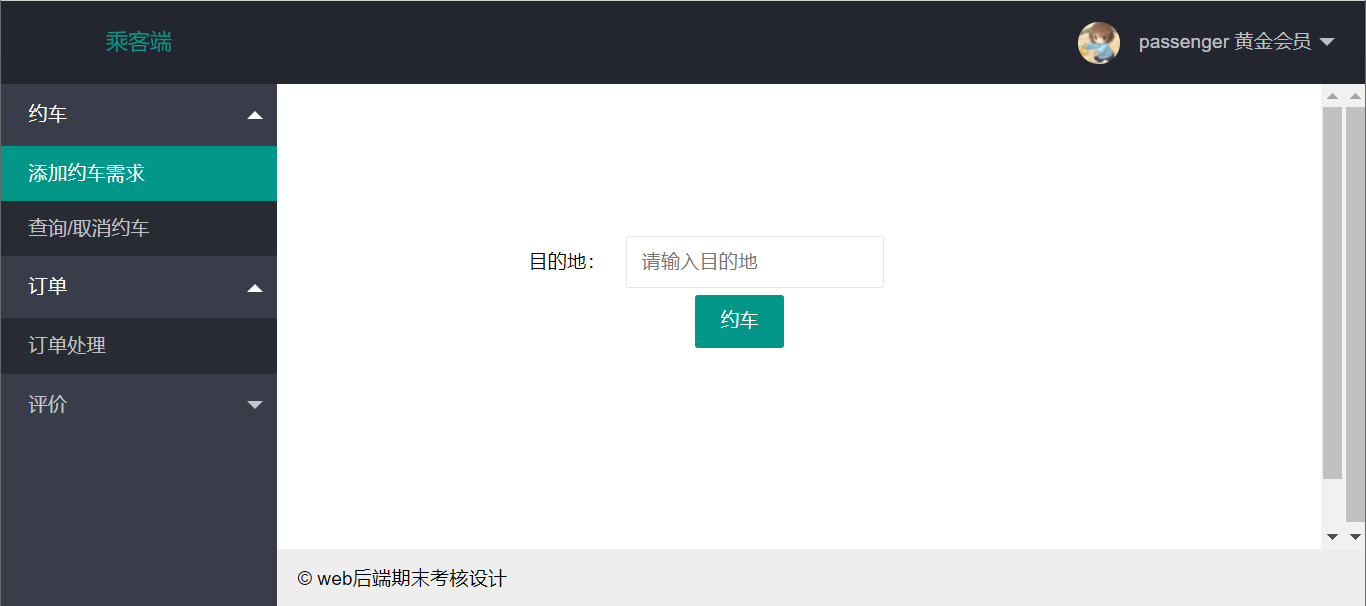 乘客端
passenger 黄金会员
约车
添加约车需求
查询/取消约车
订单
订单处理
评价
目的地：
请输入目的地
约车
© web后端期末考核设计